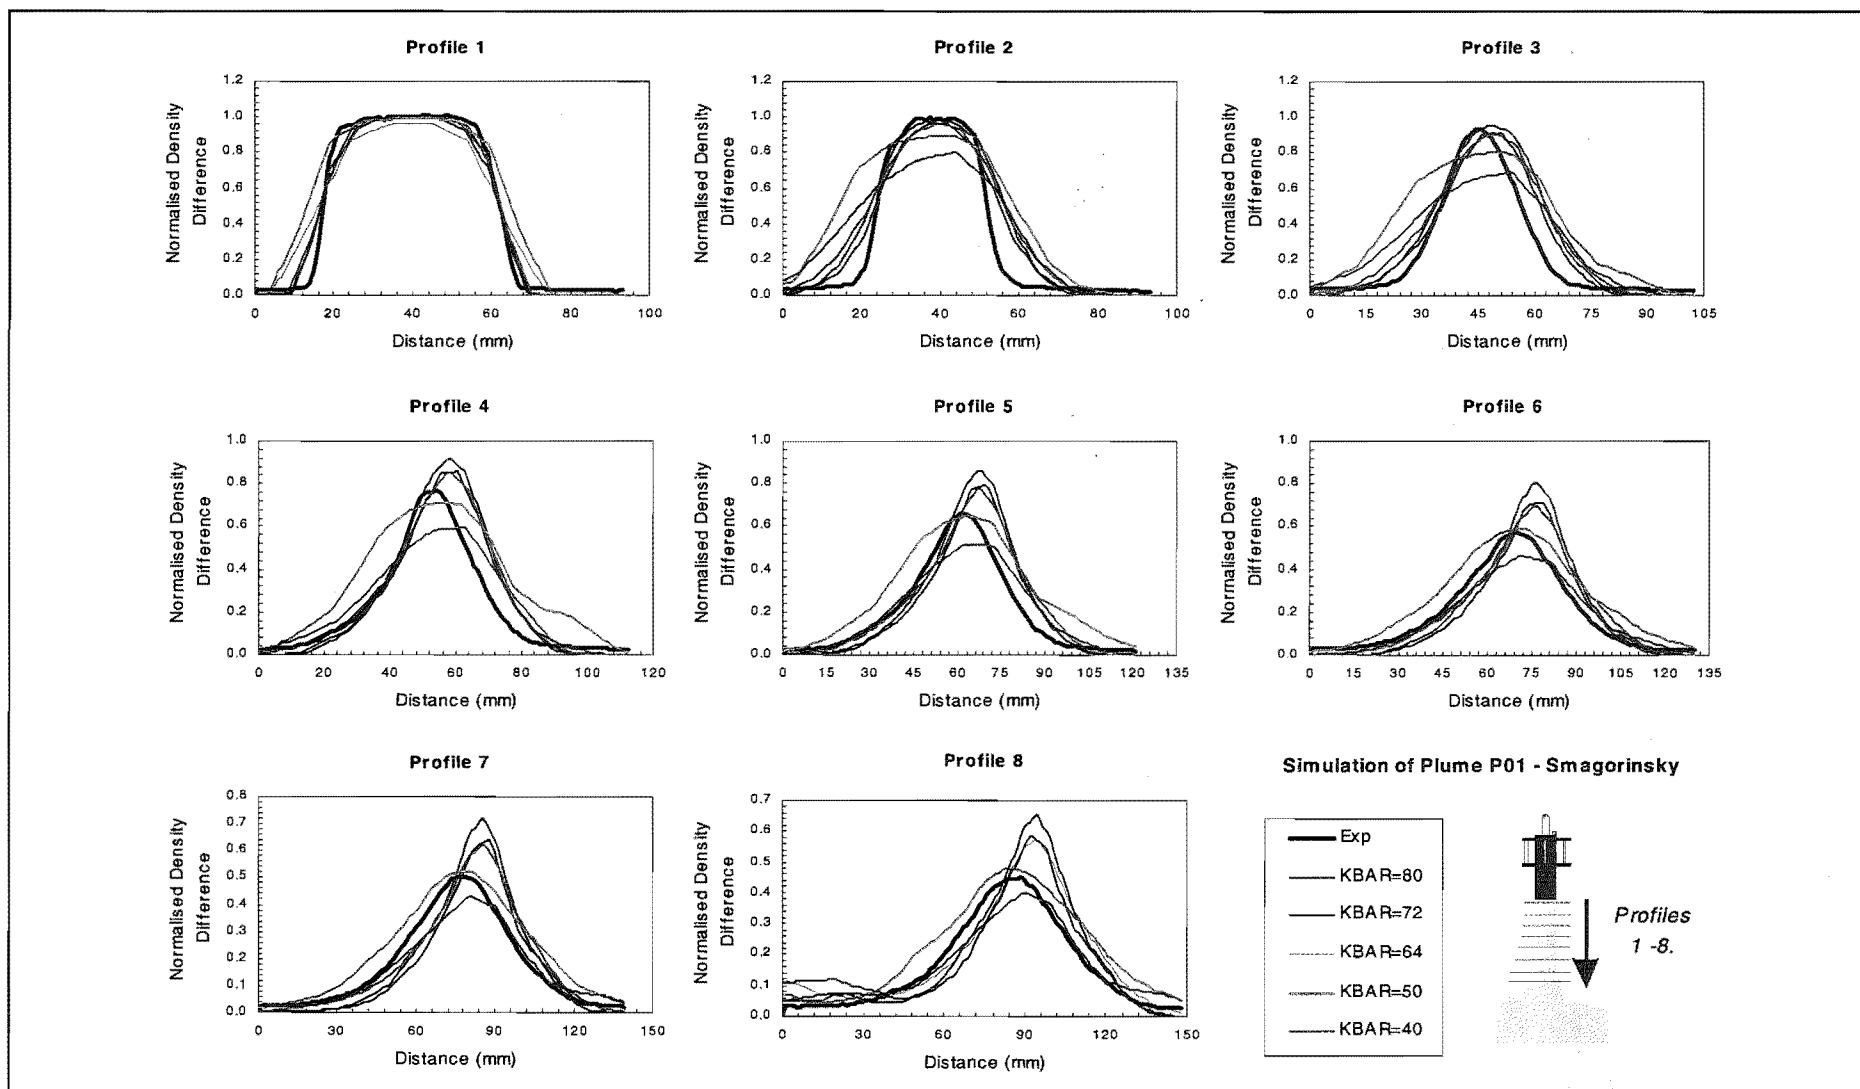 Profile 1
Normalised Density
Difference
1.2
1.0
0.8
0.6
0.4
0.2
0.0
0 20 40 60 80 100
Distance (mm)
Profile 2
Normalised Density
Difference
1.2
1.0
0.8
0.6
0.4
0.2
0.0
0 20 40 60 80 100
Distance (mm)
Profile 3
Normalised Density
Difference
1.2
1.0
0.8
0.6
0.4
0.2
0.0
0 15 30 45 60 75 90 105
Distance (mm)
Profile 4
Normalised Density
Difference
1.0
0.8
0.6
0.4
0.2
0.0
0 20 40 60 80 100 120
Distance (mm)
Profile 5
Normalised Density
Difference
1.0
0.8
0.6
0.4
0.2
0.0
0 15 30 45 60 75 90 105 120 135
Distance (mm)
Profile 6
Normalised Density
Difference
1.0
0.8
0.6
0.4
0.2
0.0
0 15 30 45 60 75 90 105 120 135
Distance (mm)
Profile 7
Normalised Density
Difference
0.8
0.7
0.6
0.5
0.4
0.3
0.2
0.1
0.0
0 30 60 90 120 150
Distance (mm)
Profile 8
Normalised Density
Difference
0.7
0.6
0.5
0.4
0.3
0.2
0.1
0.0
0 30 60 90 120 150
Distance (mm)
Simulation of Plume P01 - Smagorinsky
Exp
KBAR=80
KBAR=72
KBAR=64
KBAR=50
KBAR=40
Profiles
1 -8.